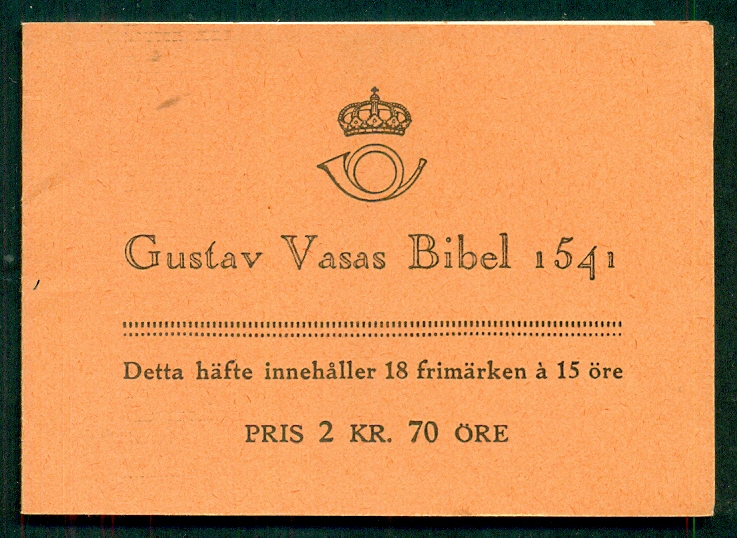 Gustav Vasas Bibel 1541
Detta häfte innehåller 18 frimärken à 15 öre
PRIS 2 KR. 70 ÖRE